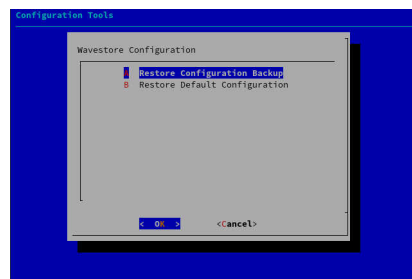 Configuration Tools
Wavestore Configuration
A Restore Configuration Backup
B Restore Default Configuration
< OK > <Cancel>